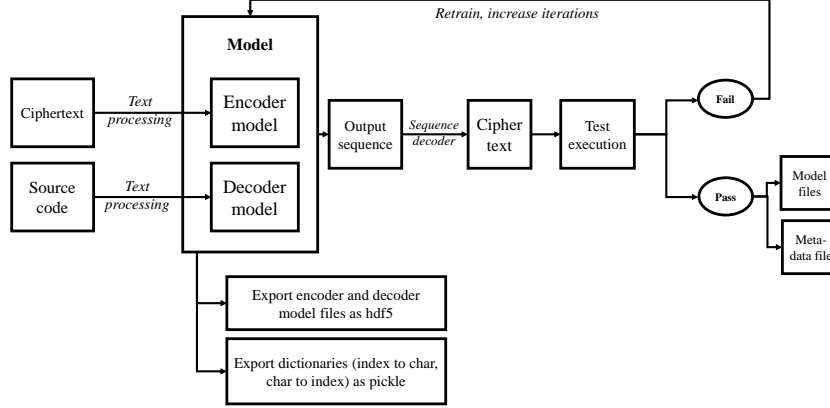 Retrain, increase iterations
Model
Ciphertext
Text
processing
Encoder
model
Output
sequence
Sequence
decoder
Cipher
text
Test
execution
Fail
Source
code
Text
processing
Decoder
model
Pass
Model
files
Meta-
data file
Export encoder and decoder
model files as hdf5
Export dictionaries (index to char,
char to index) as pickle